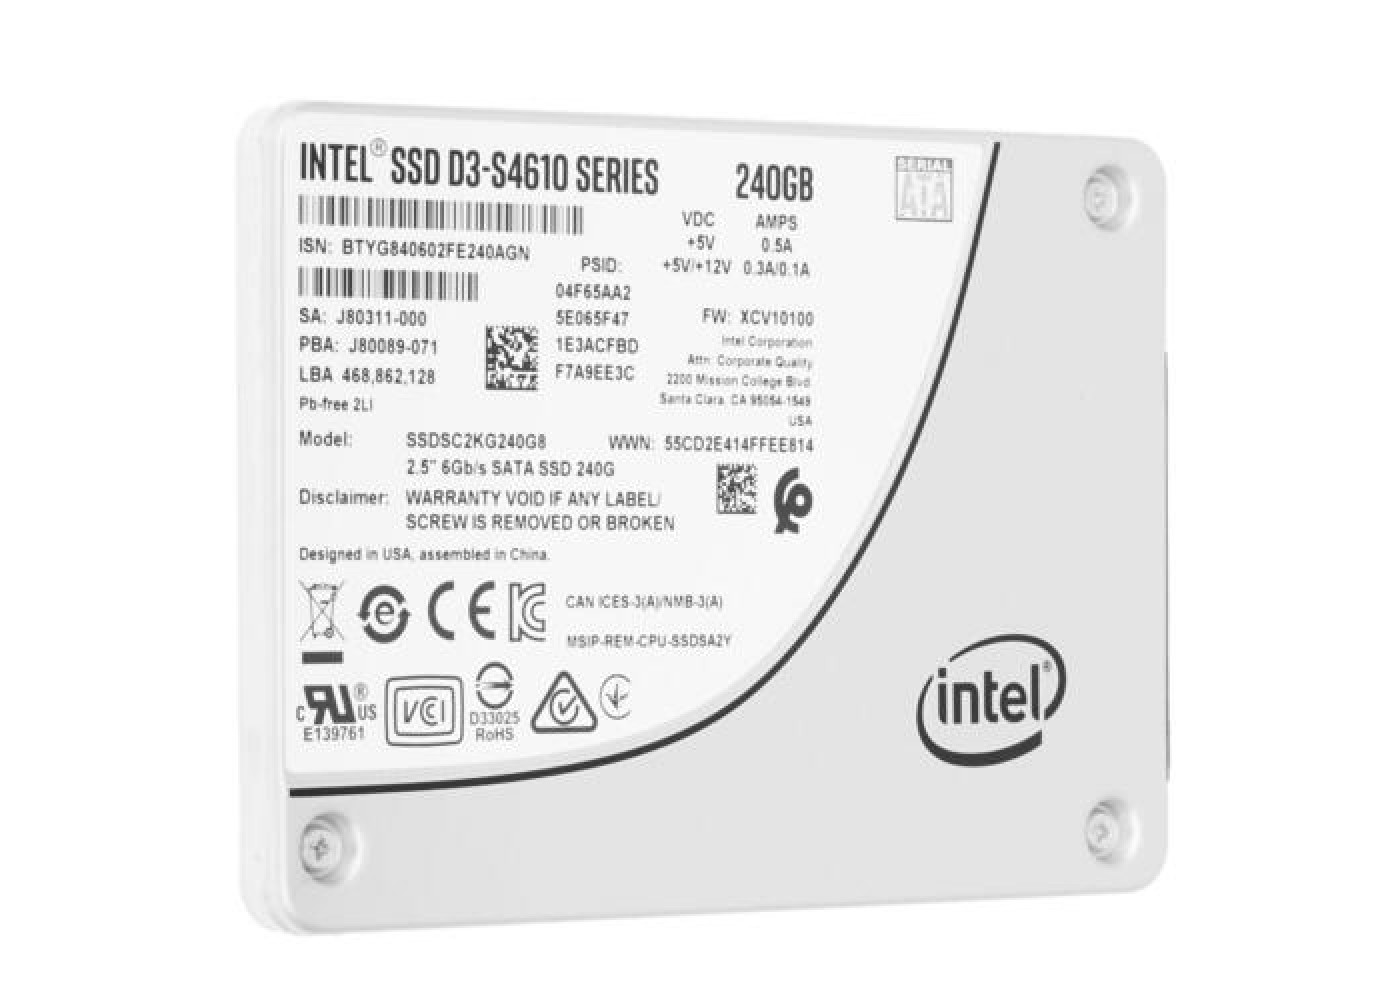 INTEL® SSD D3-S4610 SERIES 240GB
SERIAL
ATA
VDC AMPS
+5V 0.5A
+5V/+12V 0.3A/0.1A
ISN: BTYG840602FE240AGN
PSID:
04F65AA2
5E065F47
1E3ACFBD
F7A9EE3C
SA: J80311-000
PBA: J80089-071
LBA 468,862,128
Pb-free 2LI
FW: XCV10100
Intel Corporation
Attn: Corporate Quality
2200 Mission College Blvd.
Santa Clara, CA 95054-1549
USA
Model: SSDSC2KG240G8 WWN: 55CD2E414FFEE814
2.5" 6Gb/s SATA SSD 240G
Disclaimer: WARRANTY VOID IF ANY LABEL/
SCREW IS REMOVED OR BROKEN
Designed in USA, assembled in China.
CE
CAN ICES-3(A)/NMB-3(A)
MSIP-REM-CPU-SSDSA2Y
c RU ® US
E139761
VCI
D33025
RoHS
intel®